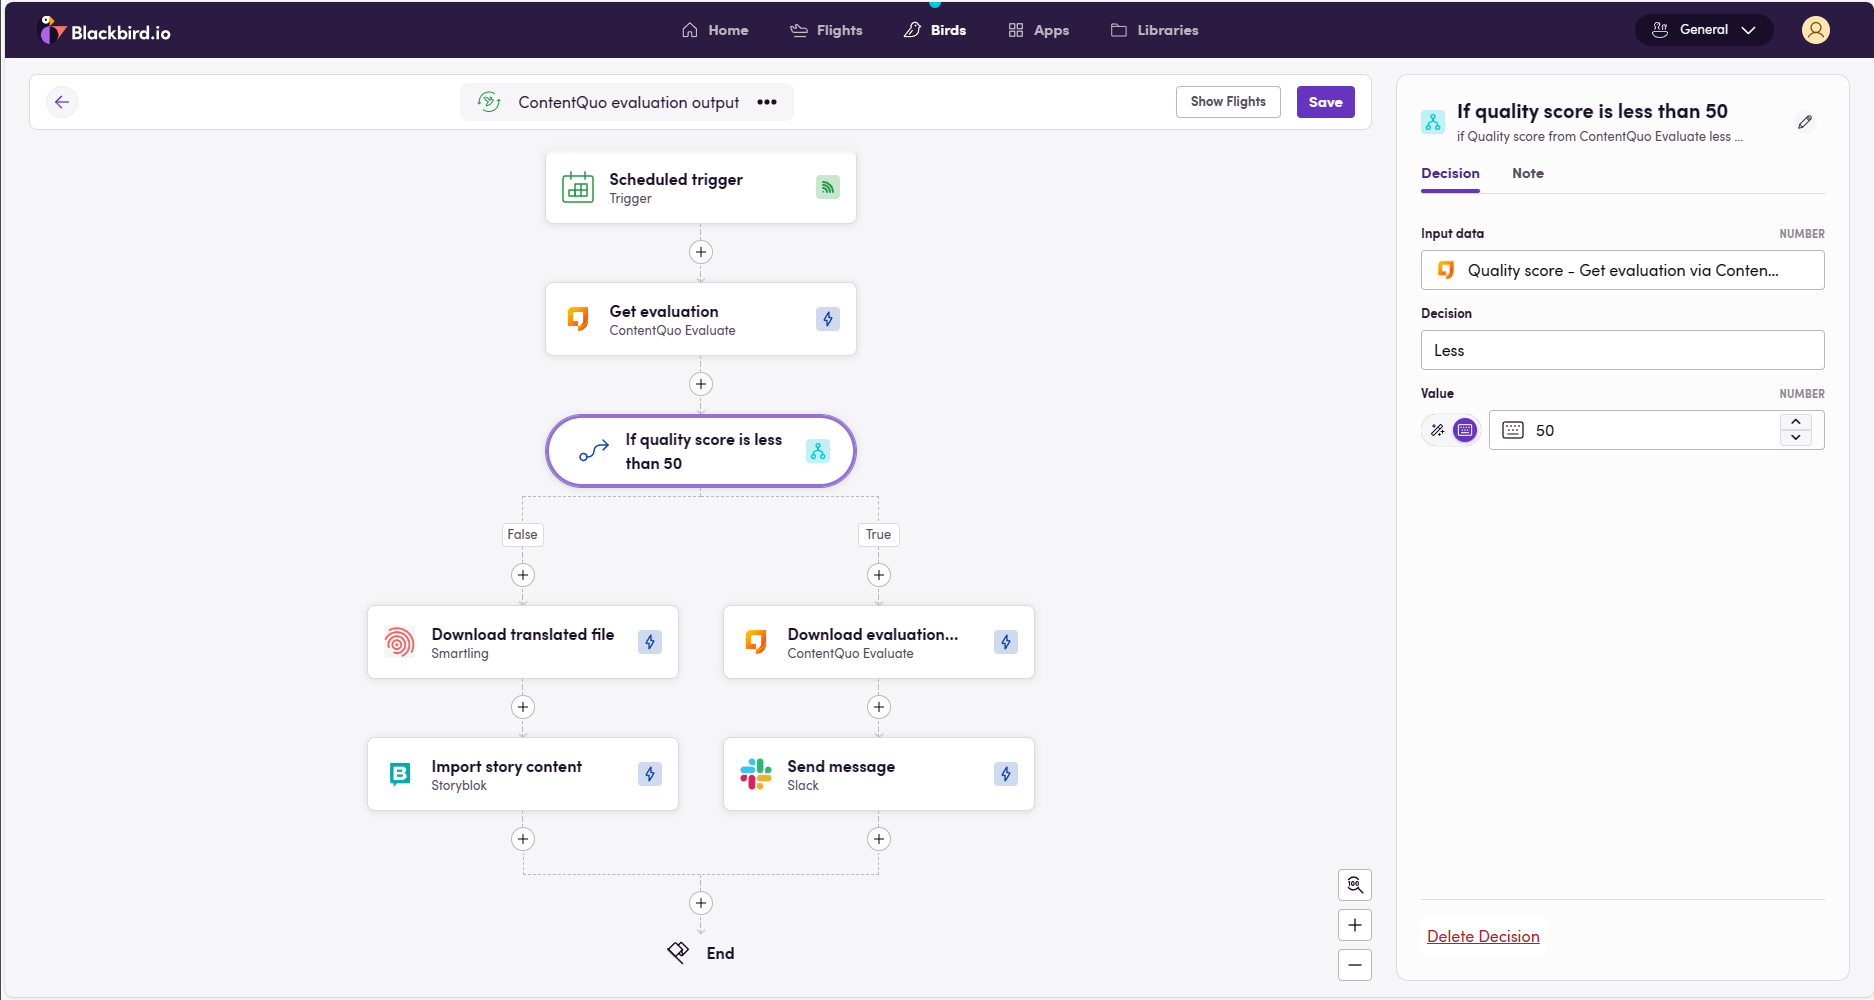 Blackbird.io
Home
Flights
Birds
Apps
Libraries
General
ContentQuo evaluation output
Show Flights
Save
Scheduled trigger
Trigger
Get evaluation
ContentQuo Evaluate
If quality score is less
than 50
False
True
Download translated file
Smartling
Download evaluation...
ContentQuo Evaluate
Import story content
Storyblok
Send message
Slack
End
100
If quality score is less than 50
if Quality score from ContentQuo Evaluate less ...
Decision
Note
Input data
NUMBER
Quality score - Get evaluation via Conten...
Decision
Less
Value
NUMBER
50
Delete Decision